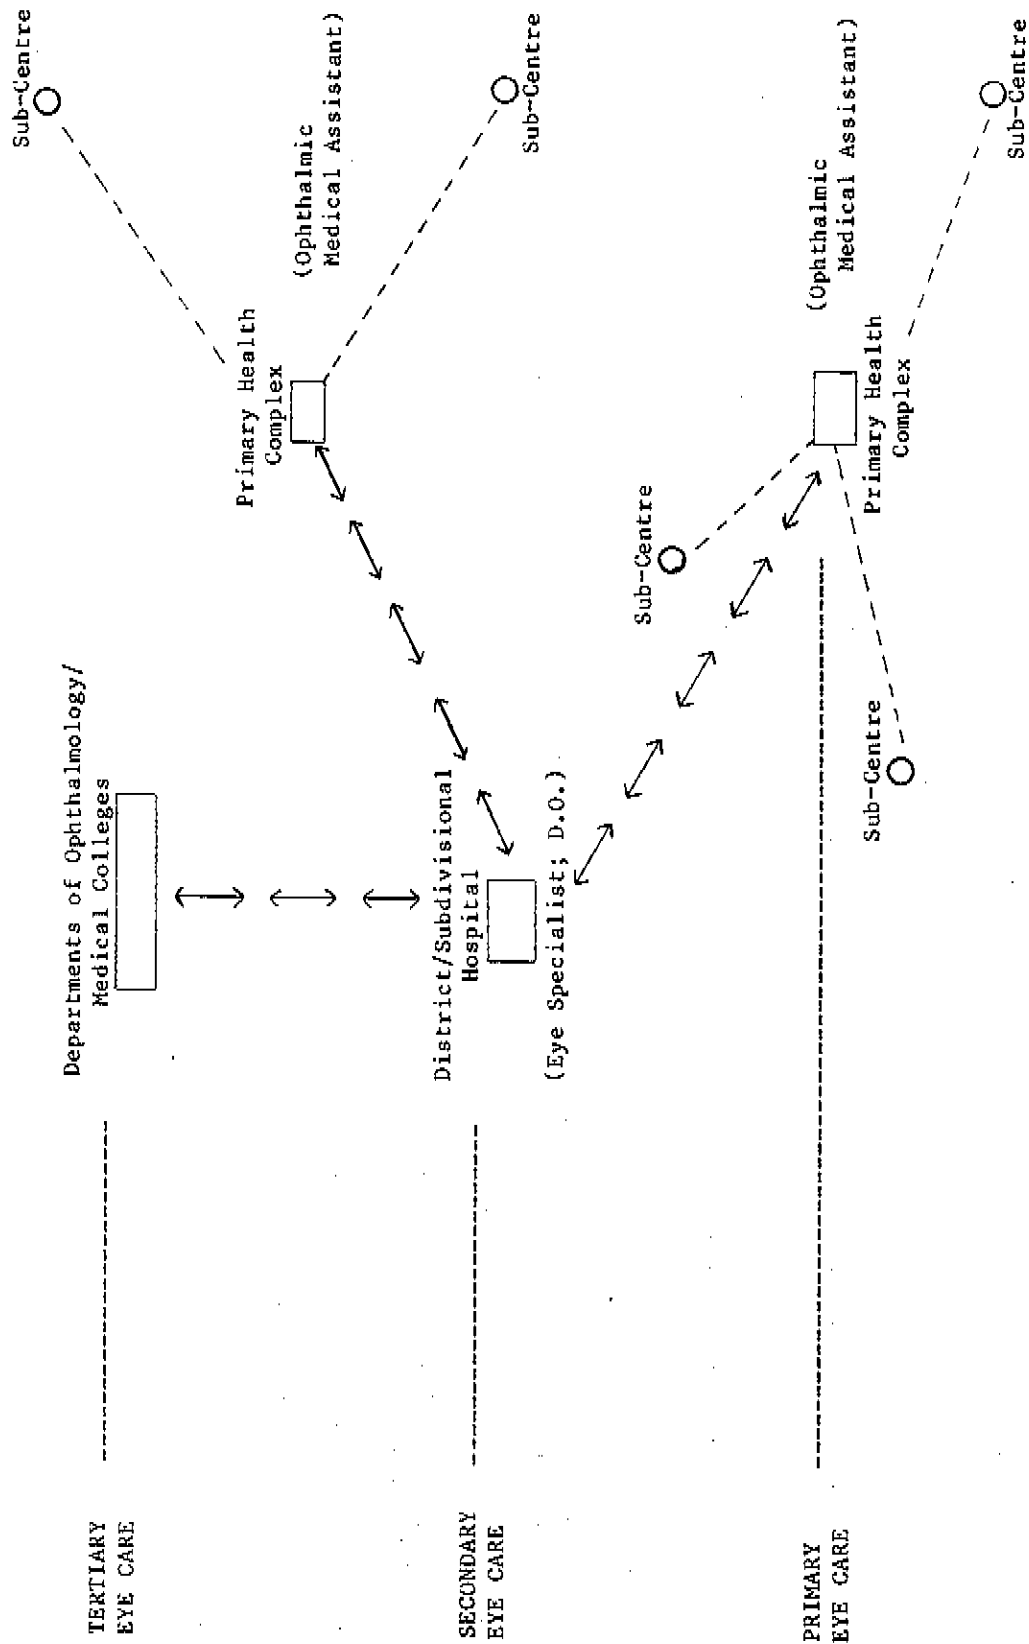 TERTIARY
EYE CARE
Departments of Ophthalmology/
Medical Colleges
Sub-Centre
Primary Health
Complex
(Ophthalmic
Medical Assistant)
Sub-Centre
SECONDARY
EYE CARE
District/Subdivisional
Hospital
(Eye Specialist; D.O.)
Sub-Centre
PRIMARY
EYE CARE
(Ophthalmic
Medical Assistant)
Primary Health
Complex
Sub-Centre
Sub-Centre